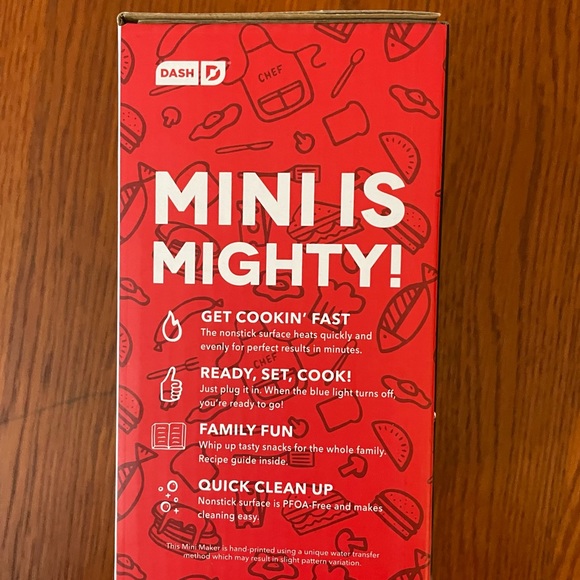 DASH
CHEF
MINI IS
MIGHTY!
GET COOKIN' FAST
The nonstick surface heats quickly and
evenly for perfect results in minutes.
CHEF
READY, SET, COOK!
Just plug it in. When the blue light turns off,
you're ready to go!
FAMILY FUN
Whip up tasty snacks for the whole family.
Recipe guide inside.
QUICK CLEAN UP
Nonstick surface is PFOA-Free and makes
cleaning easy.
This Mini Maker is hand-printed using a unique water transfer
method which may result in slight pattern variation.